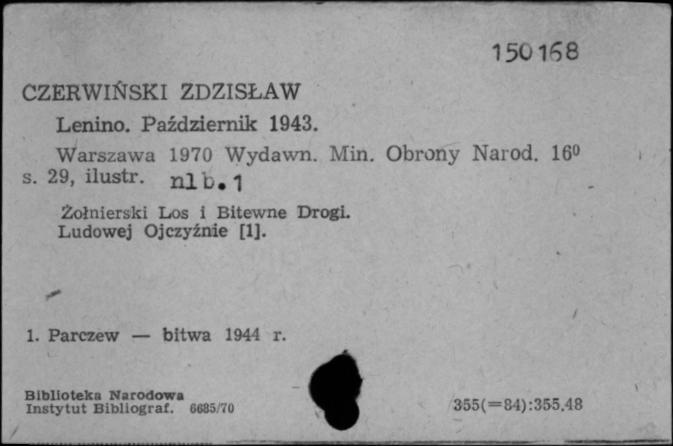 150168
CZERWIŃSKI ZDZISŁAW
Lenino. Październik 1943.
Warszawa 1970 Wydawn. Min. Obrony Narod. 16⁰
s. 29, ilustr. nlb. 1
Żołnierski Los i Bitewne Drogi.
Ludowej Ojczyźnie [1].
1. Parczew — bitwa 1944 r.
Biblioteka Narodowa
Instytut Bibliograf. 6685/70
355(=84):355.48